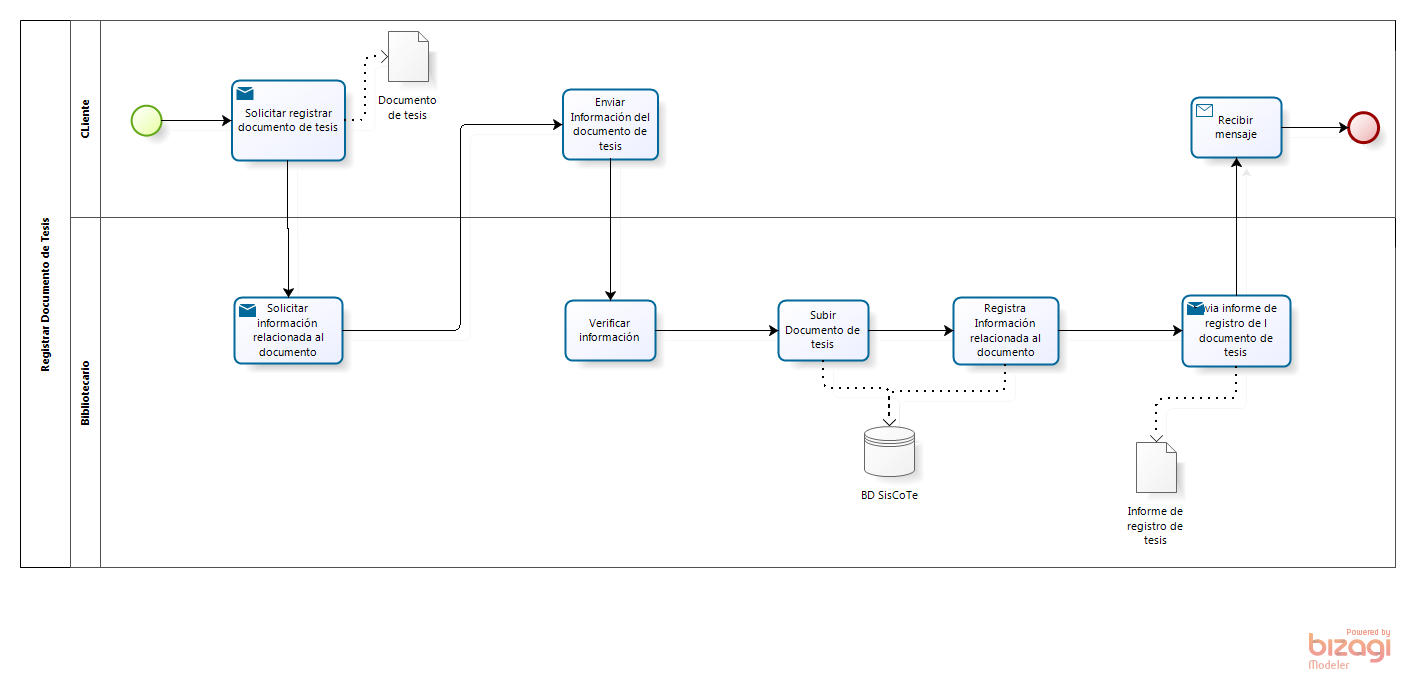 Registrar Documento de Tesis
CLiente
Solicitar registrar
documento de tesis
Documento
de tesis
Enviar
Información del
documento de
tesis
Recibir
mensaje
Bibliotecario
Solicitar
información
relacionada al
documento
Verificar
información
Subir
Documento de
tesis
Registra
Información
relacionada al
documento
via informe de
registro de l
documento de
tesis
BD SisCoTe
Informe de
registro de
tesis
Powered by
bizagi
Modeler